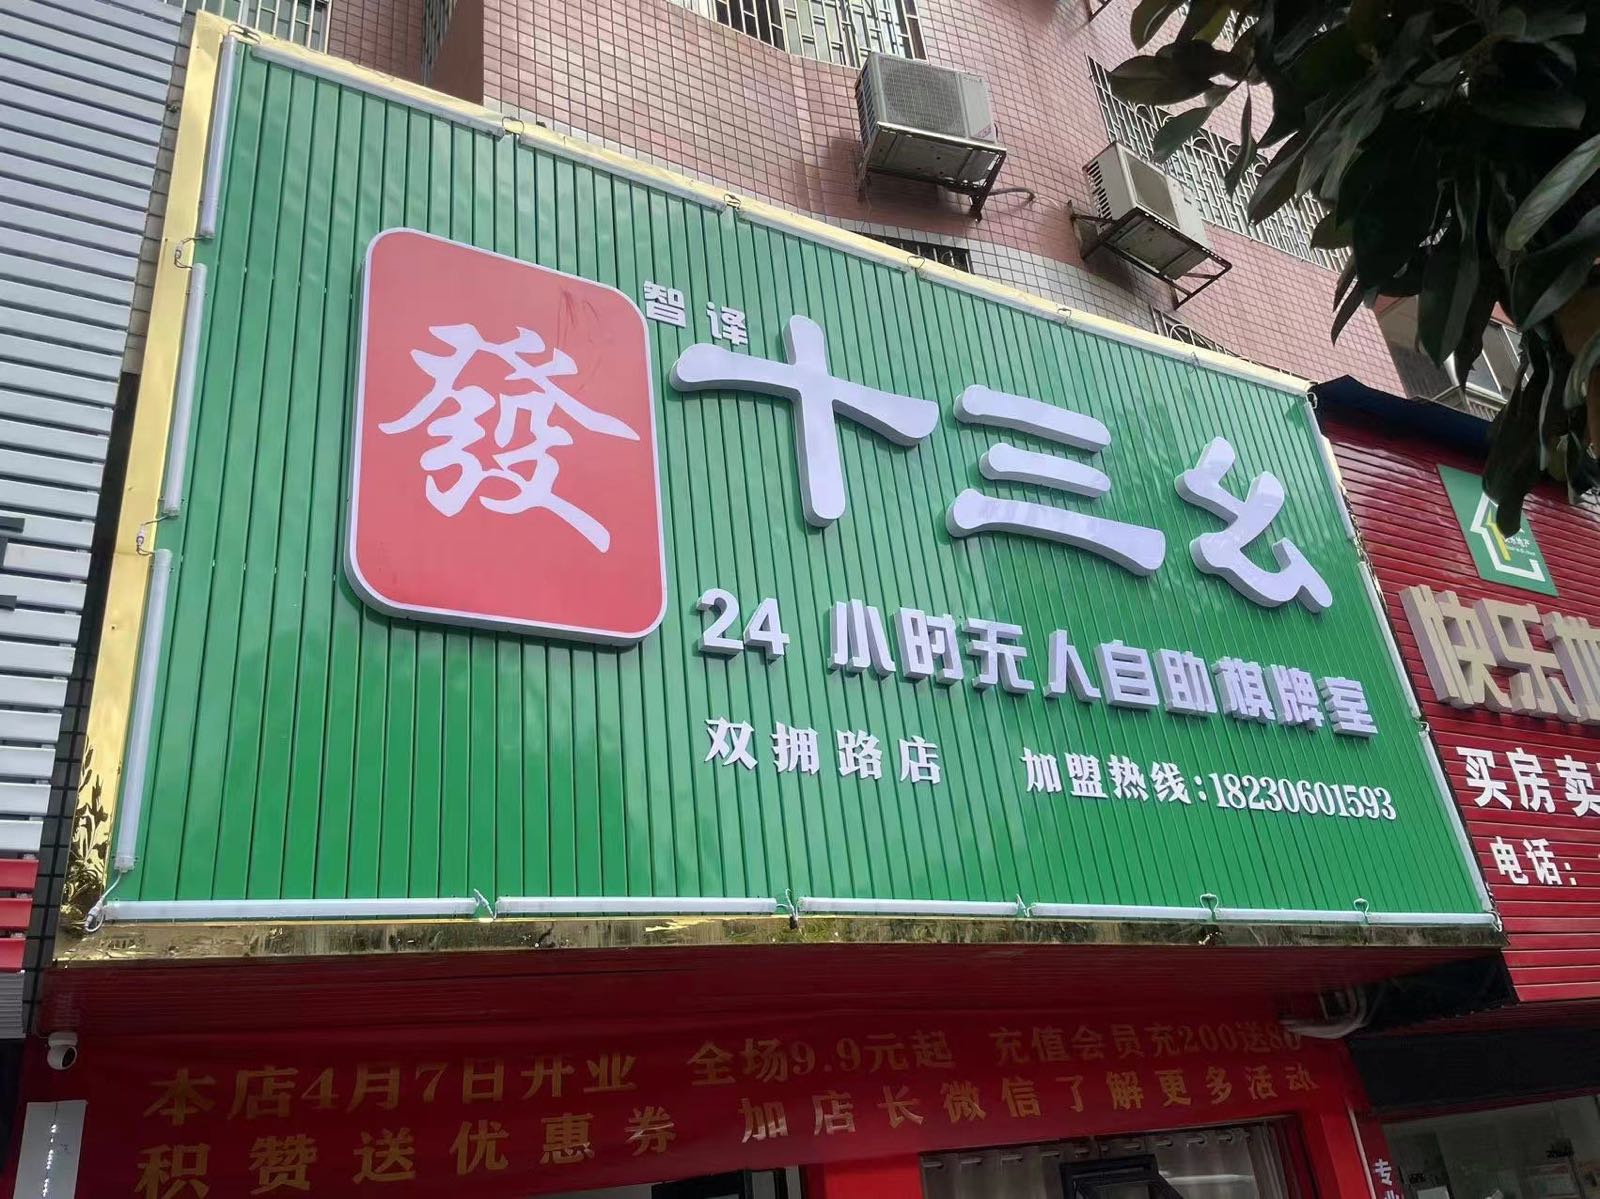 發
智译
十三幺
24 小时无人自助棋牌室
双拥路店 加盟热线:18230601593
本店4月7日开业 全场9.9元起 充值会员充200送80
积赞送优惠券 加店长微信了解更多活动
快乐
买房卖
电话:
专业